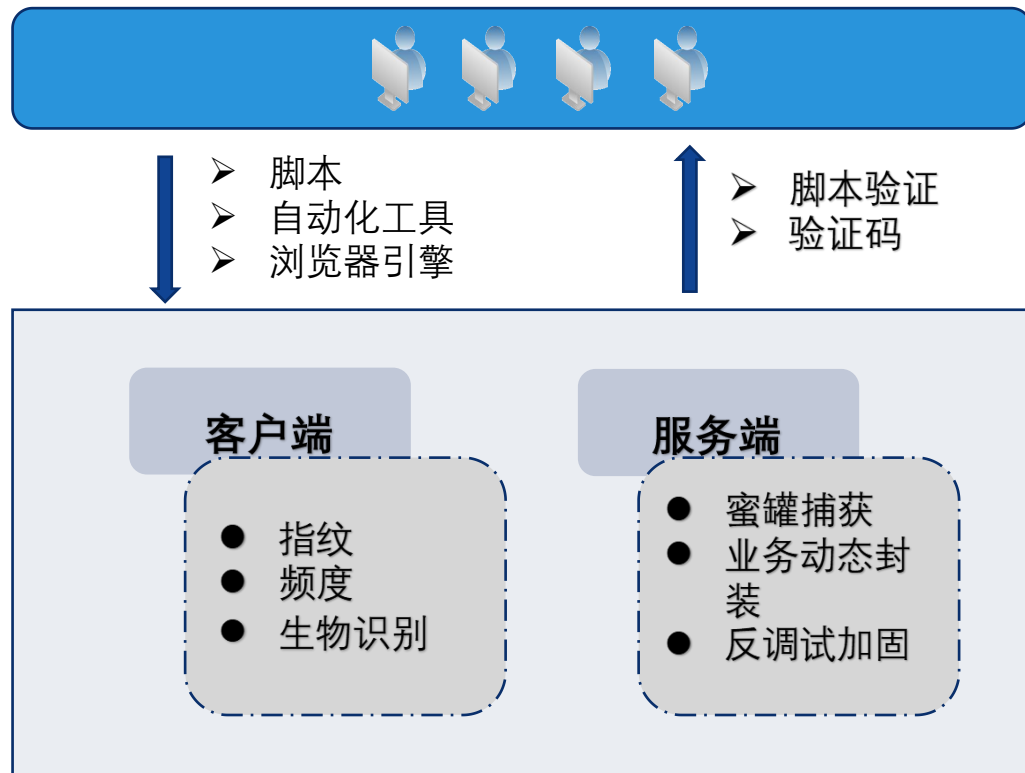 脚本
自动化工具
浏览器引擎
脚本验证
验证码
客户端
指纹
频度
生物识别
服务端
蜜罐捕获
业务动态封
装
反调试加固